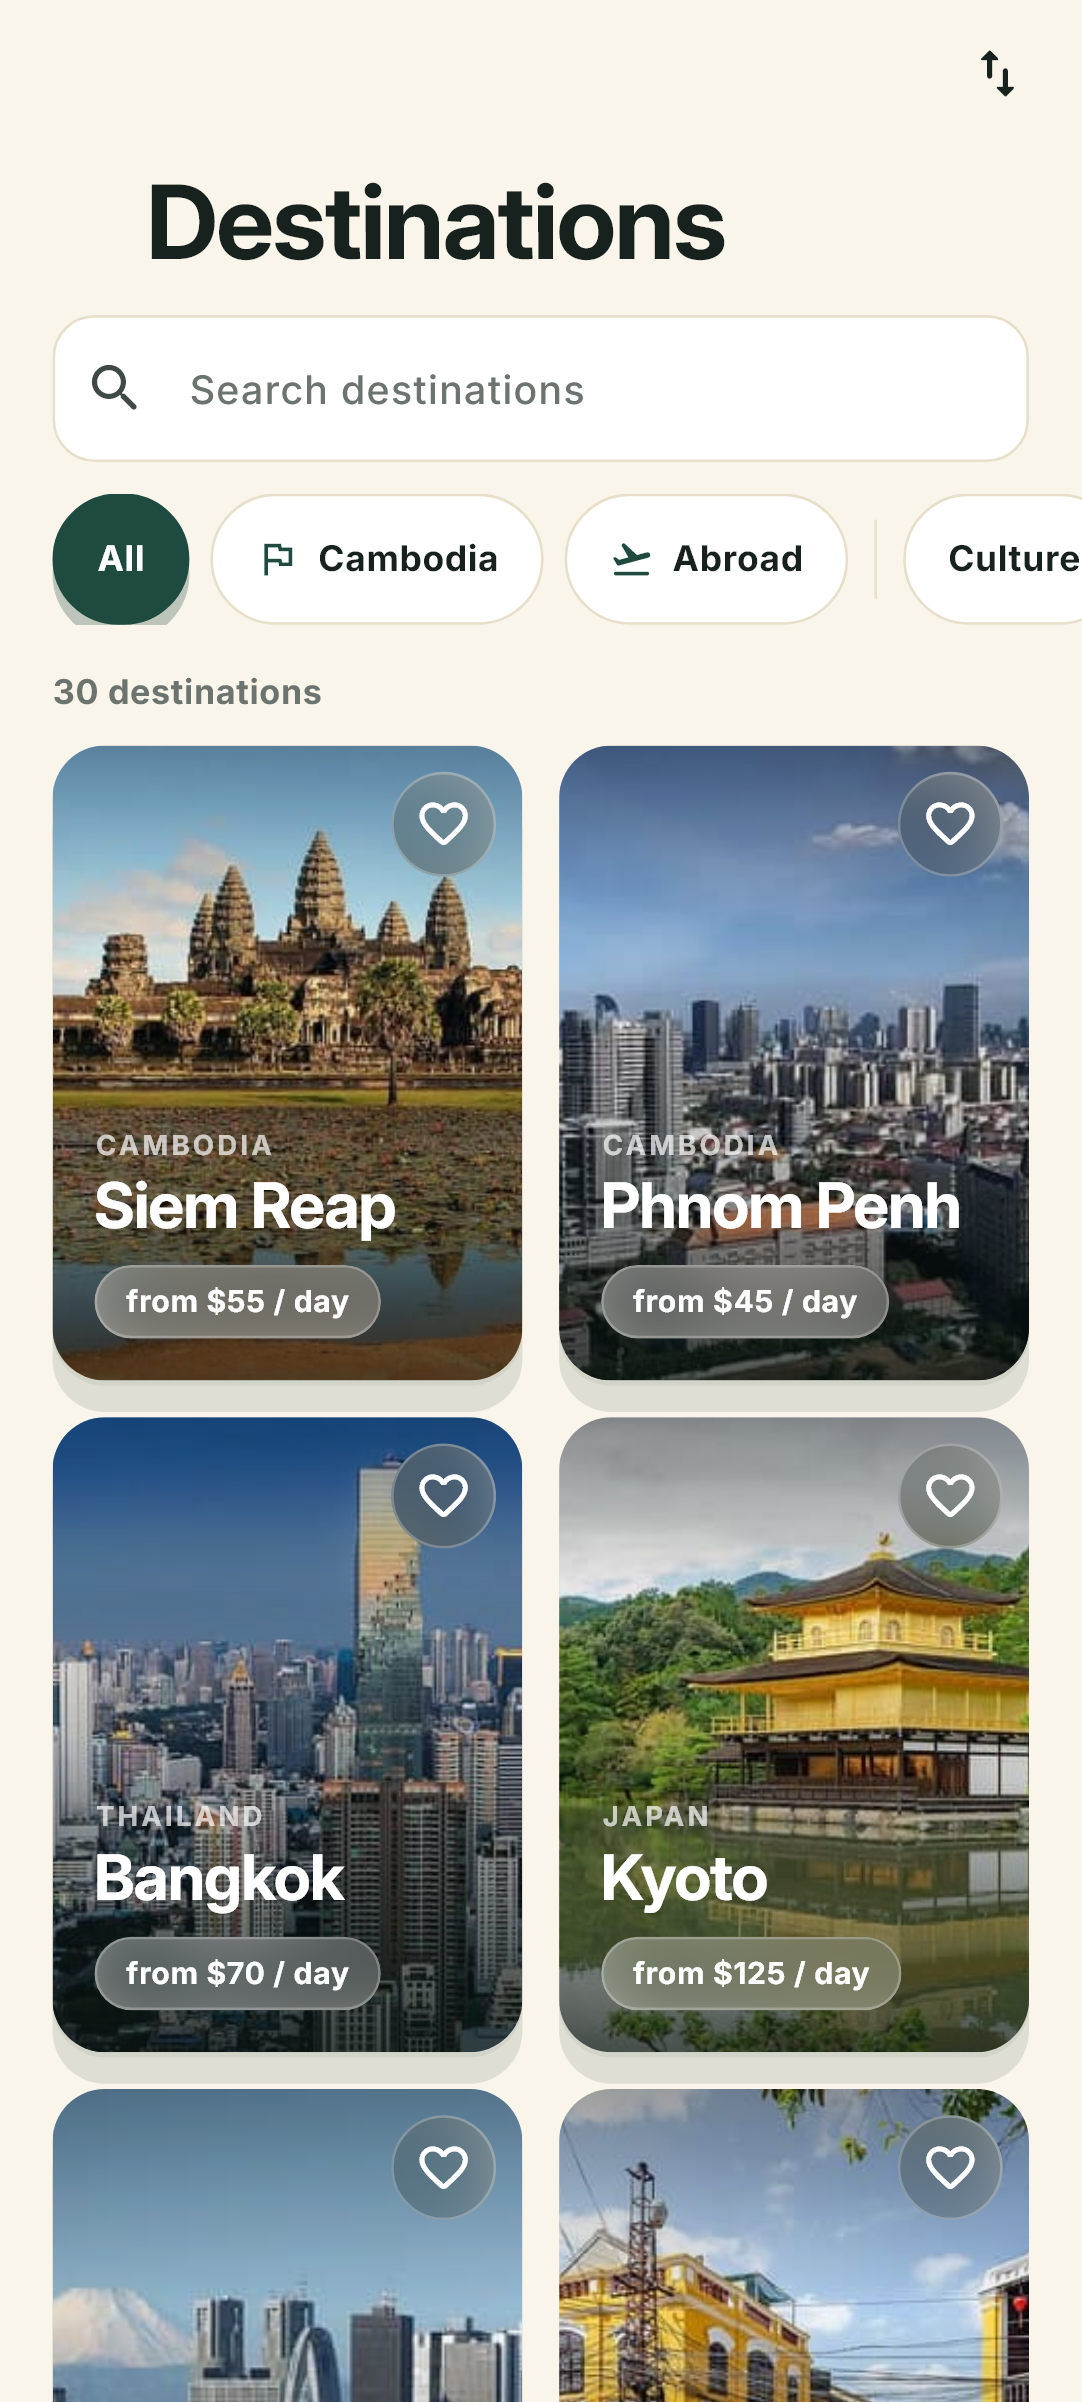 Destinations
Search destinations
All
Cambodia
Abroad
Culture
30 destinations
CAMBODIA
Siem Reap
from $55 / day
CAMBODIA
Phnom Penh
from $45 / day
THAILAND
Bangkok
from $70 / day
JAPAN
Kyoto
from $125 / day